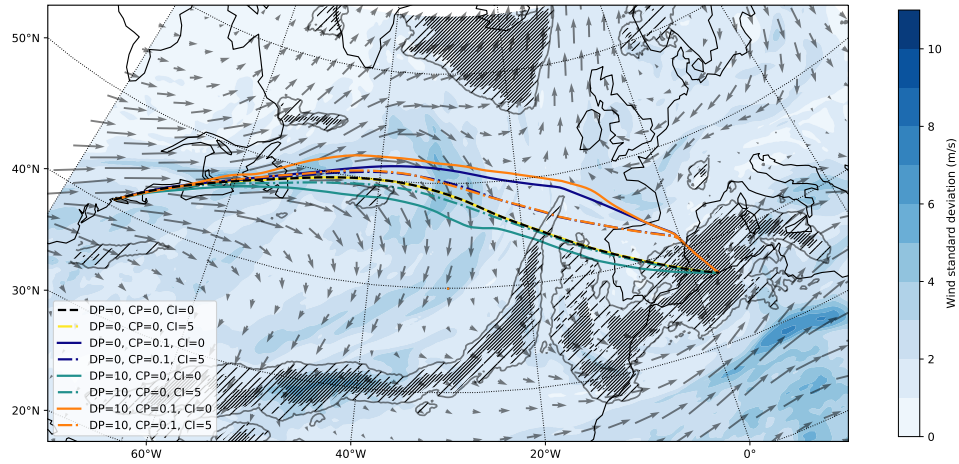 50°N
40°N
30°N
20°N
60°W
40°W
20°W
0°W
DP=0, CP=0, CI=0
DP=0, CP=0, CI=5
DP=0, CP=0.1, CI=0
DP=0, CP=0.1, CI=5
DP=10, CP=0, CI=0
DP=10, CP=0, CI=5
DP=10, CP=0.1, CI=0
DP=10, CP=0.1, CI=5
10
8
6
4
2
0
Wind standard deviation (m/s)